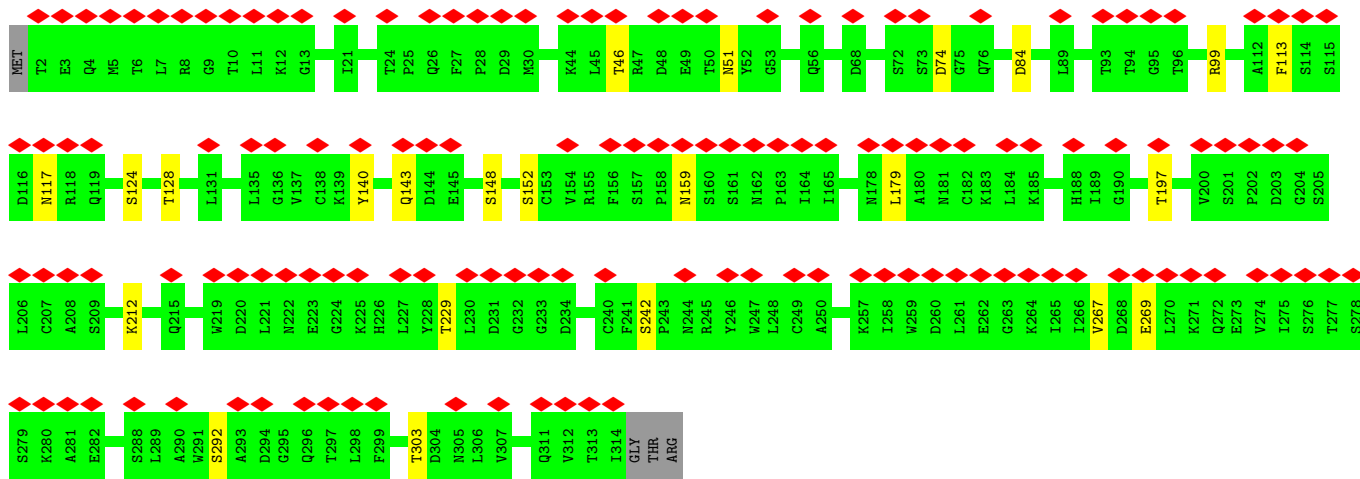 MET T2 E3 Q4 M5 T6 L7 R8 G9 T10 L11 K12 G13 I21 T24 P25 Q26 F27 P28 D29 M30 K44 L45 T46 R47 D48 E49 T50 N51 Y52 G53 Q56 D68 S72 S73 D74 G75 Q76 D84 L89 T93 T94 G95 T96 R99 A112 F113 S114 S115
D116 N117 R118 Q119 S124 T128 L131 L135 G136 V137 C138 K139 Y140 Q143 D144 E145 S148 S152 C153 V154 R155 F156 S157 P158 N159 S160 S161 N162 P163 I164 I165 N178 L179 A180 N181 C182 K183 L184 K185 H188 I189 G190 T197 V200 S201 P202 D203 G204 S205
L206 C207 A208 S209 K212 Q215 W219 D220 L221 N222 E223 G224 K225 H226 L227 Y228 T229 L230 D231 G232 G233 D234 C240 F241 S242 P243 N244 R245 Y246 W247 L248 C249 A250 K257 I258 W259 D260 L261 E262 G263 K264 I265 I266 V267 D268 E269 L270 K271 Q272 E273 V274 I275 S276 T277 S278
S279 K280 A281 E282 S288 L289 A290 W291 S292 A293 D294 G295 Q296 T297 L298 F299 T303 D304 N305 L306 V307 Q311 V312 T313 I314 GLY THR ARG